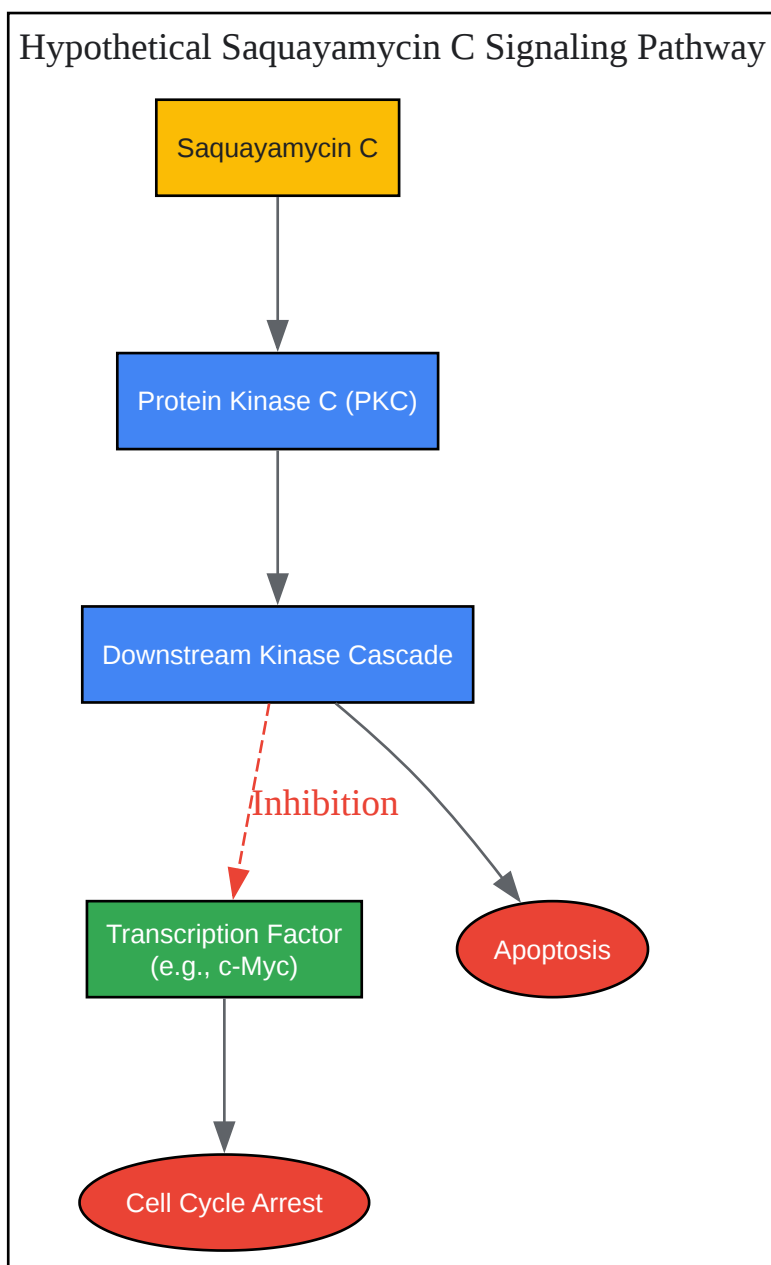 Hypothetical Saquayamycin C Signaling Pathway
Saquayamycin C
Protein Kinase C (PKC)
Downstream Kinase Cascade
Inhibition
Transcription Factor
(e.g., c-Myc)
Apoptosis
Cell Cycle Arrest